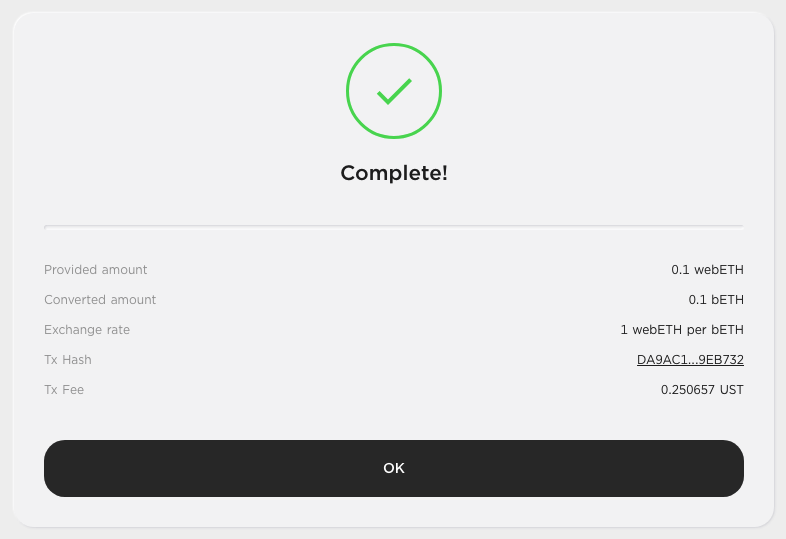 Complete!
Provided amount 0.1 webETH
Converted amount 0.1 bETH
Exchange rate 1 webETH per bETH
Tx Hash DA9AC1...9EB732
Tx Fee 0.250657 UST
OK